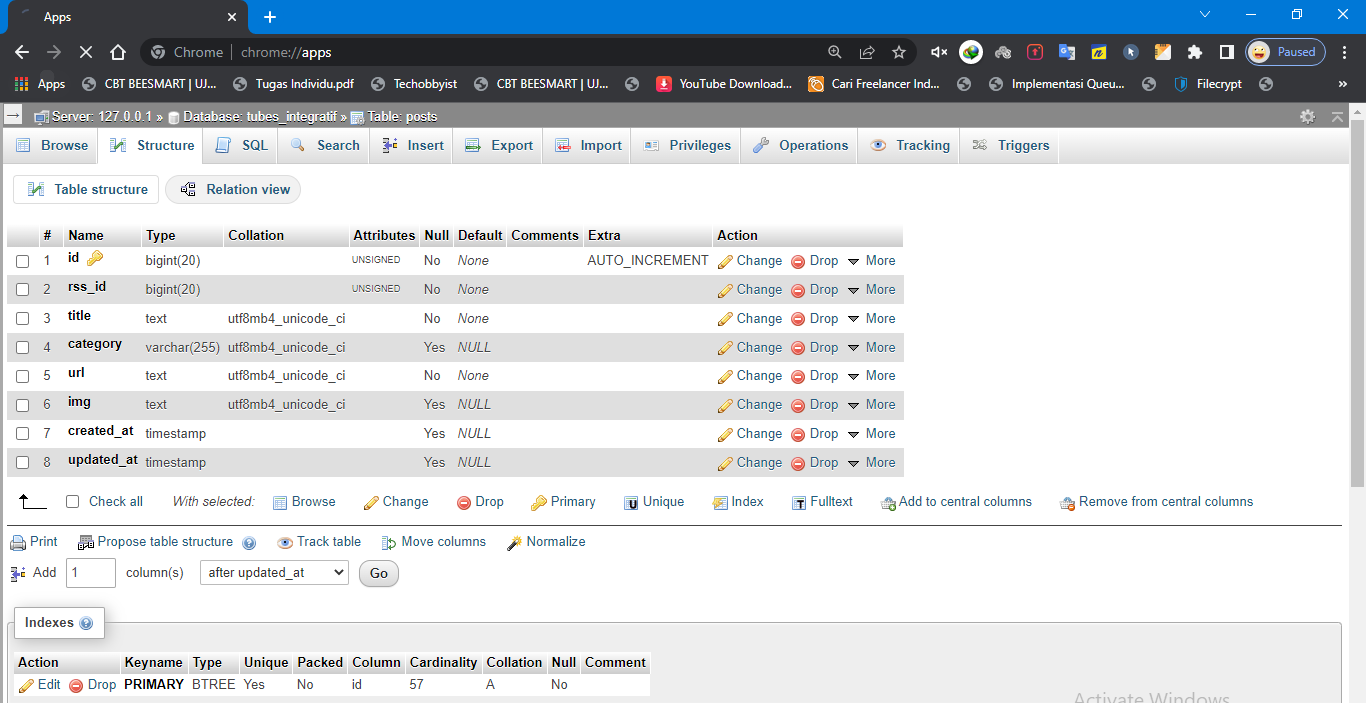 Apps
Chrome chrome://apps Paused
Apps CBT BEESMART | UJ... Tugas Individu.pdf Techobbyist CBT BEESMART | UJ... YouTube Download... Cari Freelancer Ind... Implementasi Queu... Filecrypt »
Server: 127.0.0.1 » Database: tubes_integratif » Table: posts
Browse Structure SQL Search Insert Export Import Privileges Operations Tracking Triggers
Table structure Relation view
# Name Type Collation Attributes Null Default Comments Extra Action
1 id bigint(20) UNSIGNED No None AUTO_INCREMENT Change Drop More
2 rss_id bigint(20) UNSIGNED No None Change Drop More
3 title text utf8mb4_unicode_ci No None Change Drop More
4 category varchar(255) utf8mb4_unicode_ci Yes NULL Change Drop More
5 url text utf8mb4_unicode_ci No None Change Drop More
6 img text utf8mb4_unicode_ci Yes NULL Change Drop More
7 created_at timestamp Yes NULL Change Drop More
8 updated_at timestamp Yes NULL Change Drop More
Check all With selected: Browse Change Drop Primary Unique Index Fulltext Add to central columns Remove from central columns
Print Propose table structure Track table Move columns Normalize
Add 1 column(s) after updated_at Go
Indexes
Action Keyname Type Unique Packed Column Cardinality Collation Null Comment
Edit Drop PRIMARY BTREE Yes No id 57 A No
Activate Windows